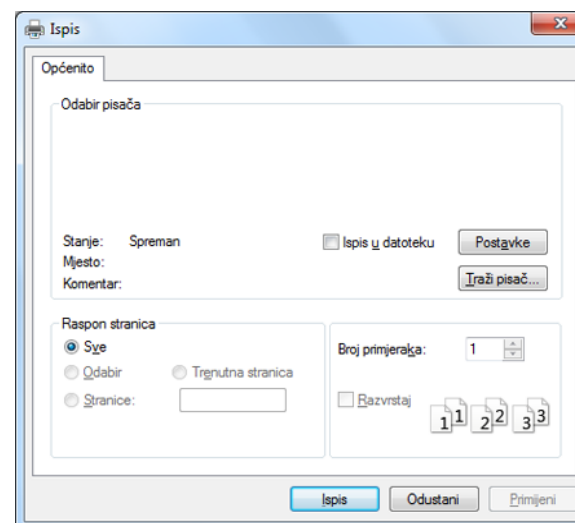 Ispis
Općenito
Odabir pisača
Stanje: Spreman
Ispis u datoteku
Postavke
Mjesto:
Komentar:
Traži pisač...
Raspon stranica
Sve
Odabir
Trenutna stranica
Stranice:
Broj primjeraka: 1
Razvrstaj
1 1 2 2 3 3
Ispis Odustani Primijeni